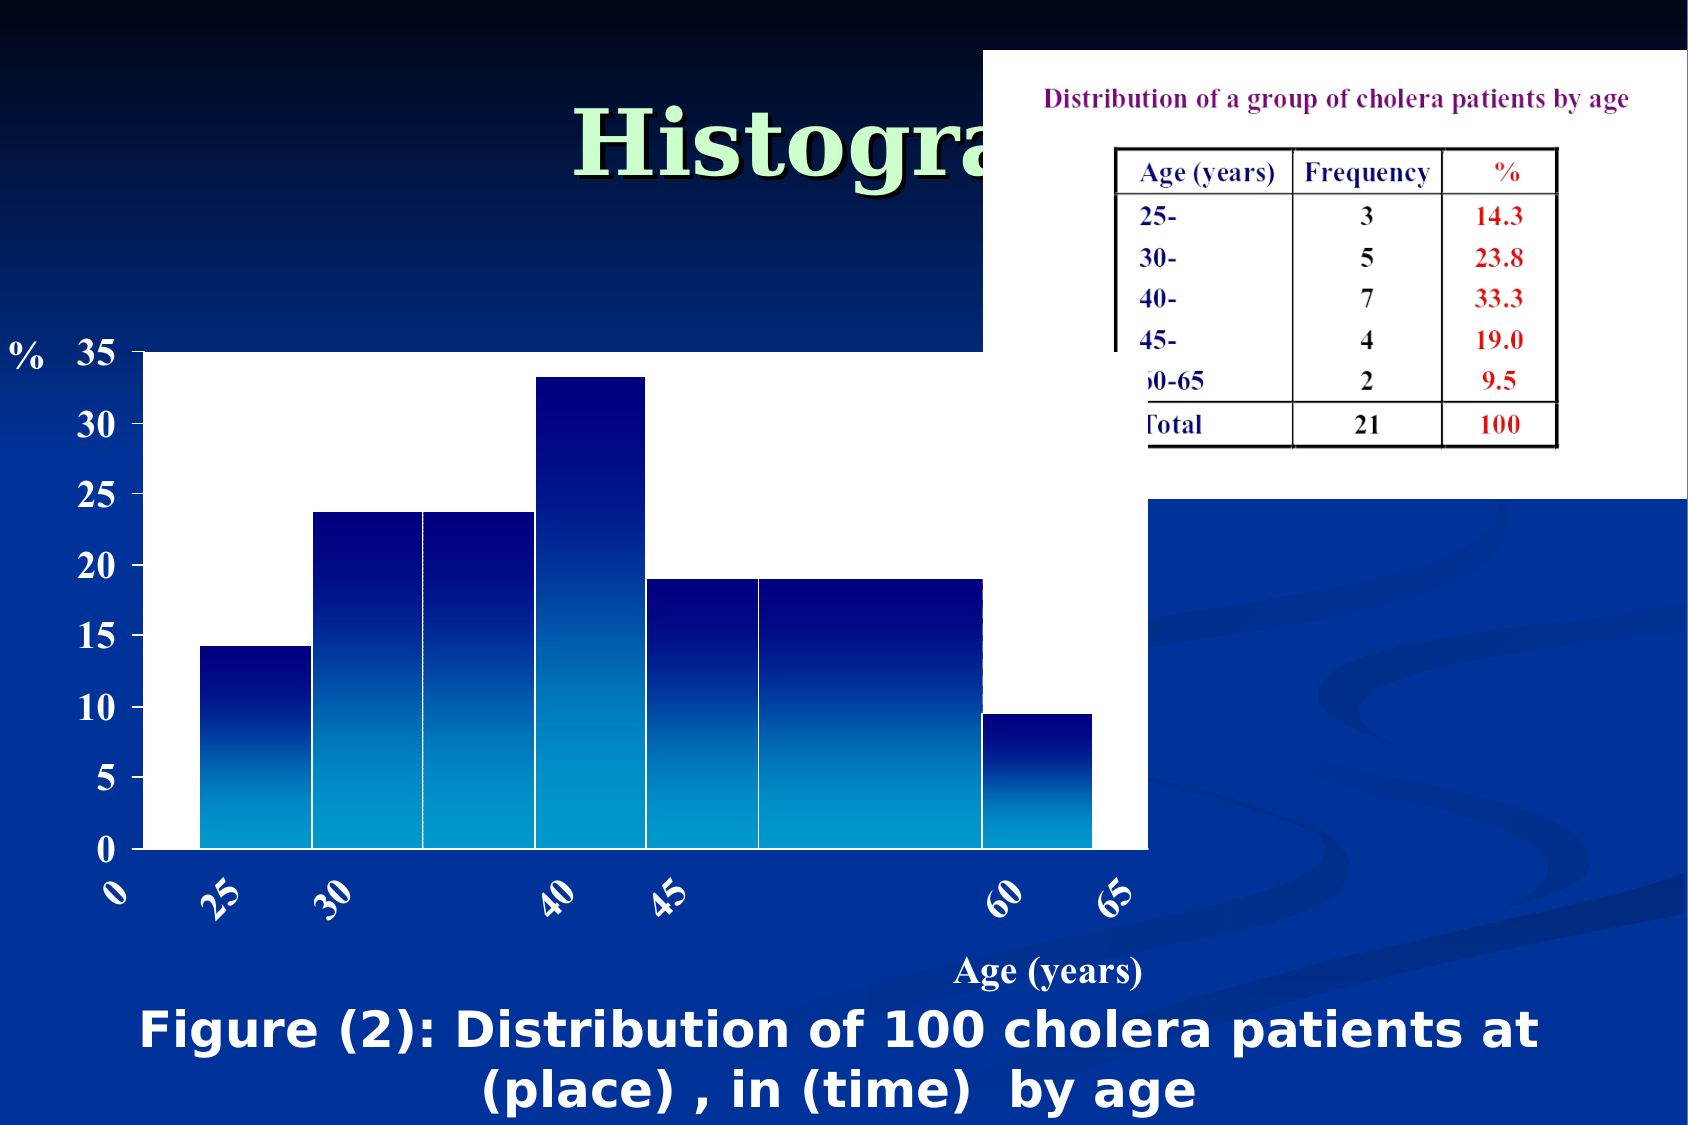 Histogra
Distribution of a group of cholera patients by age
Age (years) Frequency %
25- 3 14.3
30- 5 23.8
40- 7 33.3
45- 4 19.0
0-65 2 9.5
Total 21 100
% 35
30
25
20
15
10
5
0
0 25 30 40 45 60 65
Age (years)
Figure (2): Distribution of 100 cholera patients at
(place) , in (time) by age